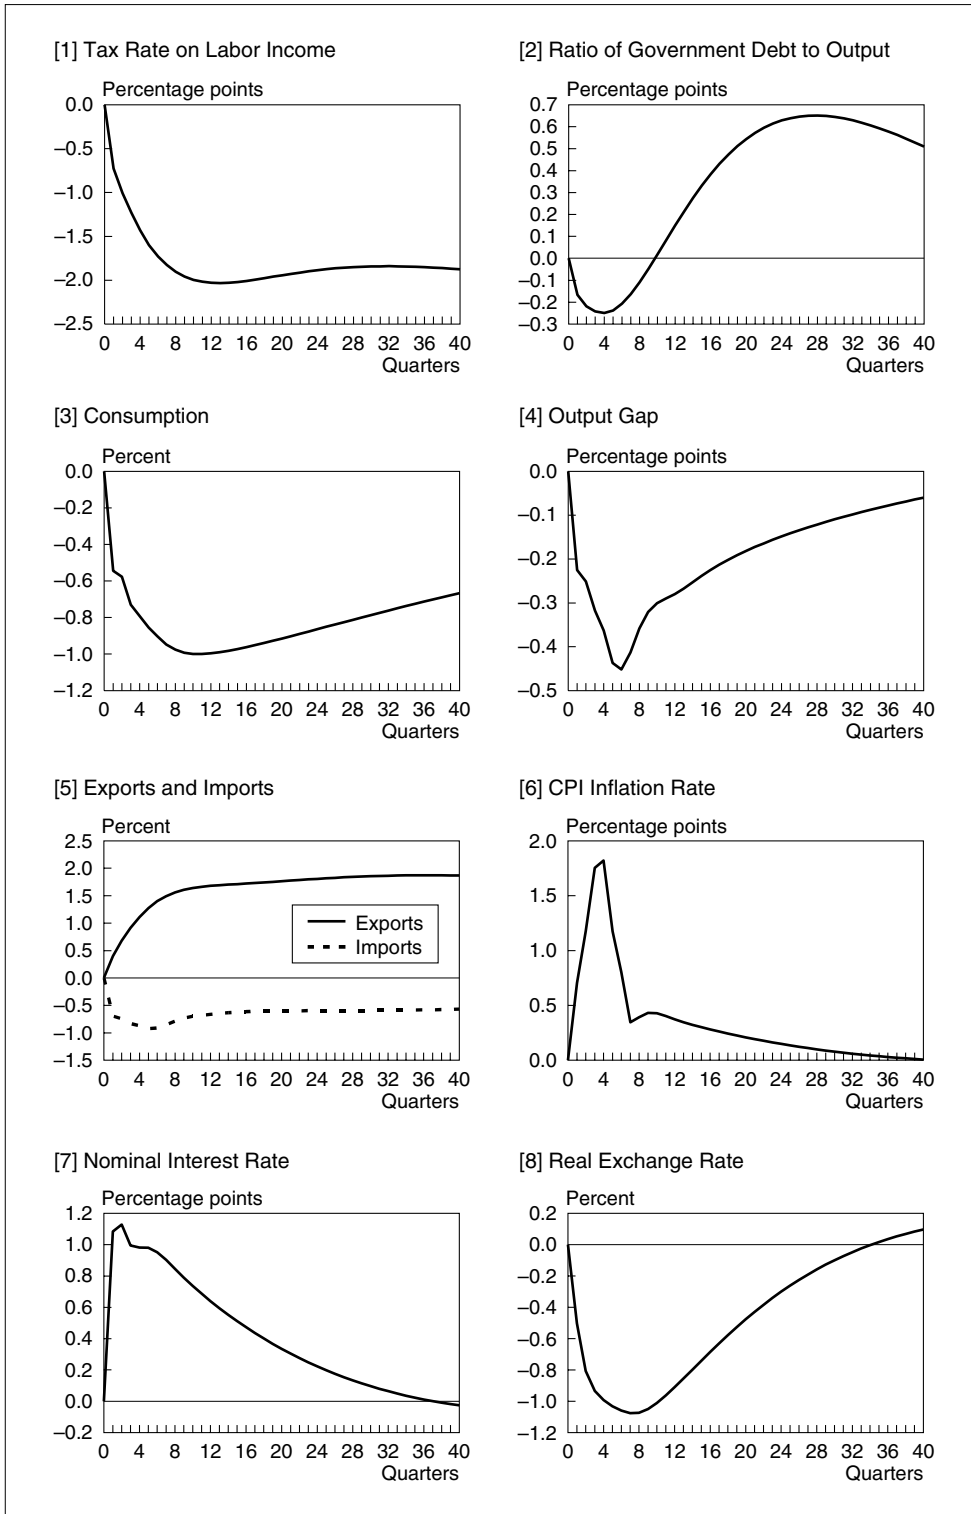 [1] Tax Rate on Labor Income
Percentage points
0.0
–0.5
–1.0
–1.5
–2.0
–2.5
0 4 8 12 16 20 24 28 32 36 40
Quarters
[2] Ratio of Government Debt to Output
Percentage points
0.7
0.6
0.5
0.4
0.3
0.2
0.1
0.0
–0.1
–0.2
–0.3
0 4 8 12 16 20 24 28 32 36 40
Quarters
[3] Consumption
Percent
0.0
–0.2
–0.4
–0.6
–0.8
–1.0
–1.2
0 4 8 12 16 20 24 28 32 36 40
Quarters
[4] Output Gap
Percentage points
0.0
–0.1
–0.2
–0.3
–0.4
–0.5
0 4 8 12 16 20 24 28 32 36 40
Quarters
[5] Exports and Imports
Percent
2.5
2.0
1.5
1.0
0.5
0.0
–0.5
–1.0
–1.5
Exports
Imports
0 4 8 12 16 20 24 28 32 36 40
Quarters
[6] CPI Inflation Rate
Percentage points
2.0
1.5
1.0
0.5
0.0
0 4 8 12 16 20 24 28 32 36 40
Quarters
[7] Nominal Interest Rate
Percentage points
1.2
1.0
0.8
0.6
0.4
0.2
0.0
–0.2
0 4 8 12 16 20 24 28 32 36 40
Quarters
[8] Real Exchange Rate
Percent
0.2
0.0
–0.2
–0.4
–0.6
–0.8
–1.0
–1.2
0 4 8 12 16 20 24 28 32 36 40
Quarters